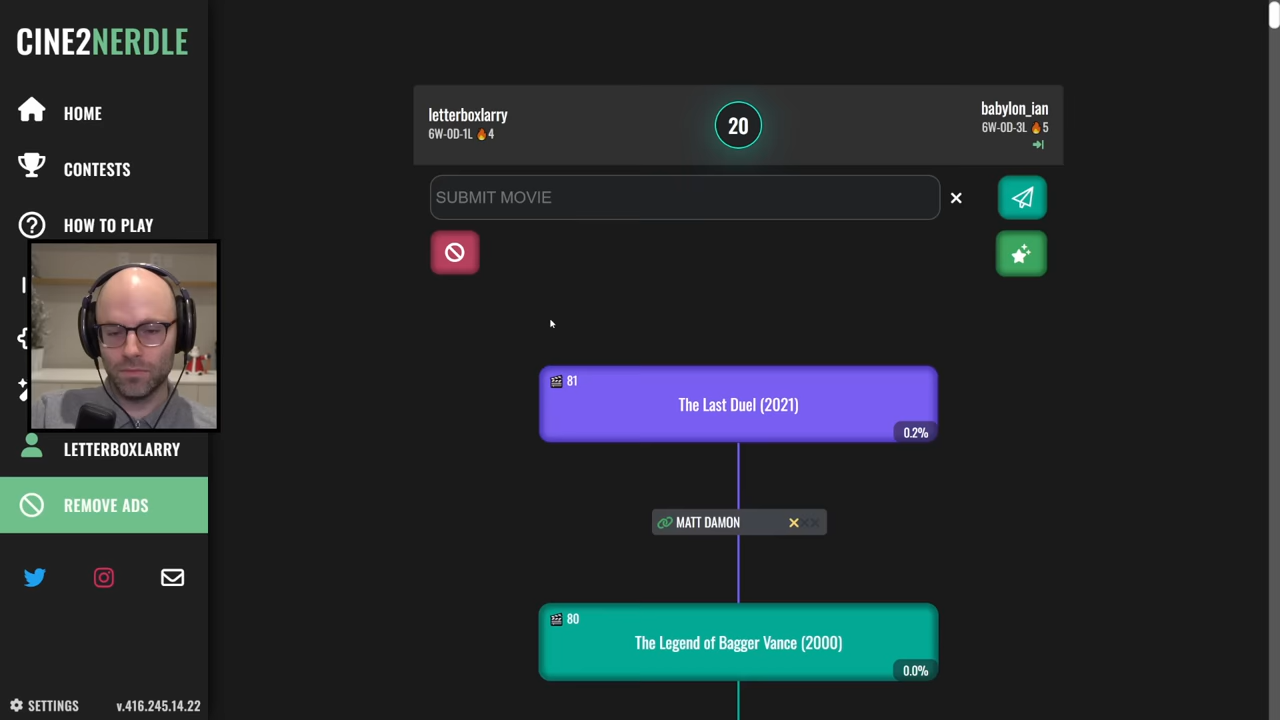 CINE2NERDLE
HOME
CONTESTS
HOW TO PLAY
LETTERBOXLARRY
REMOVE ADS
SETTINGS
v.416.245.14.22
letterboxlarry
6W-0D-1L 🔥4
20
babylon_ian
6W-0D-3L 🔥5
SUBMIT MOVIE
81
The Last Duel (2021)
0.2%
MATT DAMON
80
The Legend of Bagger Vance (2000)
0.0%